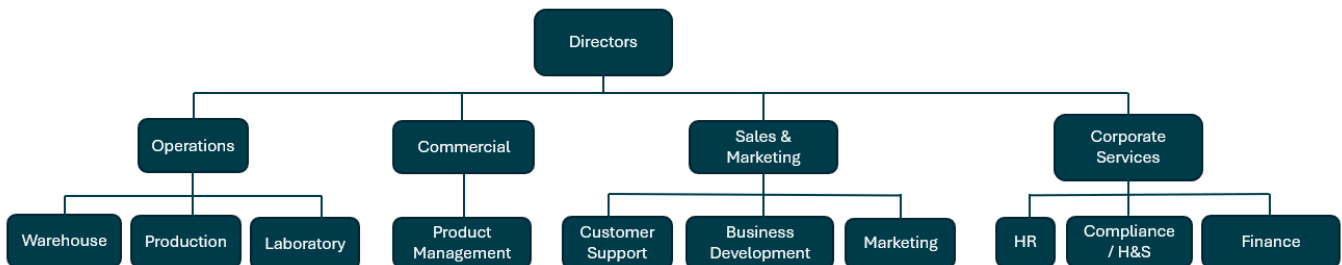 Directors
Operations
Commercial
Sales &
Marketing
Corporate
Services
Warehouse
Production
Laboratory
Product
Management
Customer
Support
Business
Development
Marketing
HR
Compliance
/ H&S
Finance